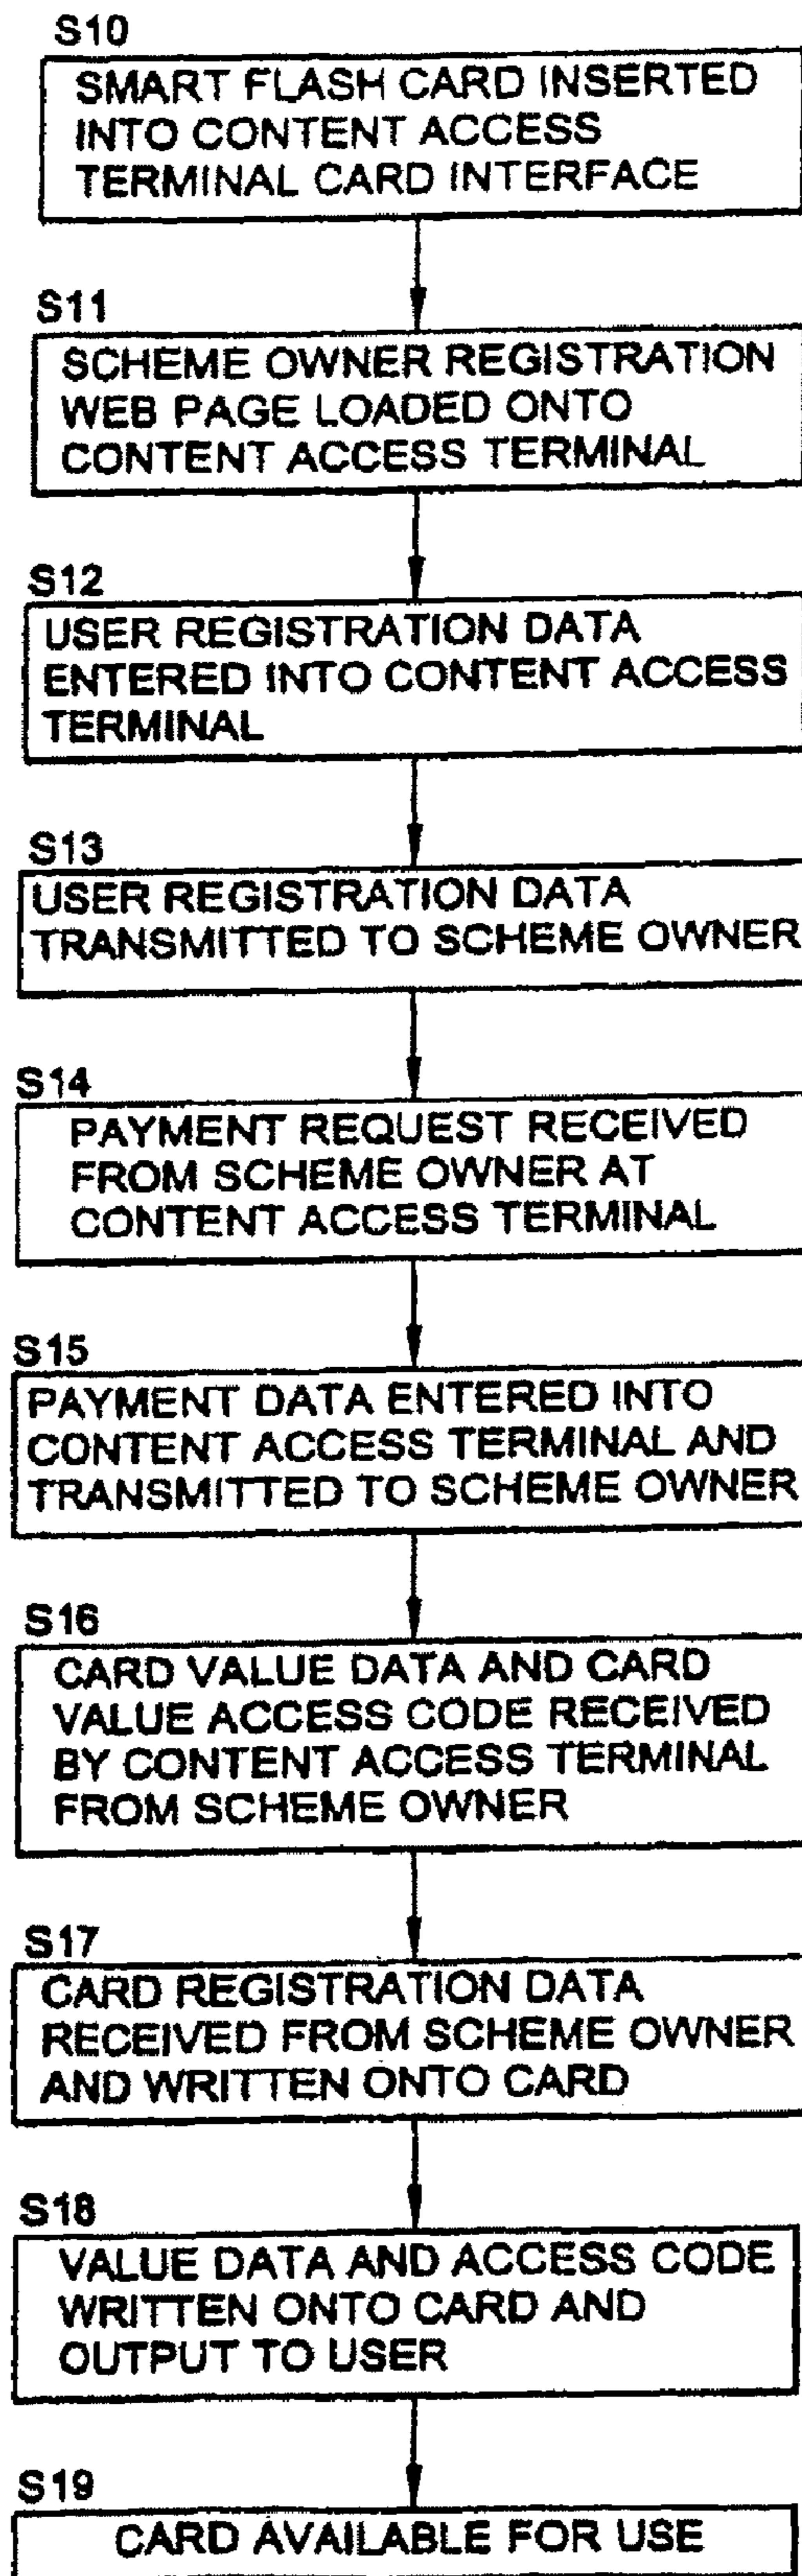 S10
SMART FLASH CARD INSERTED
INTO CONTENT ACCESS
TERMINAL CARD INTERFACE
S11
SCHEME OWNER REGISTRATION
WEB PAGE LOADED ONTO
CONTENT ACCESS TERMINAL
S12
USER REGISTRATION DATA
ENTERED INTO CONTENT ACCESS
TERMINAL
S13
USER REGISTRATION DATA
TRANSMITTED TO SCHEME OWNER
S14
PAYMENT REQUEST RECEIVED
FROM SCHEME OWNER AT
CONTENT ACCESS TERMINAL
S15
PAYMENT DATA ENTERED INTO
CONTENT ACCESS TERMINAL AND
TRANSMITTED TO SCHEME OWNER
S16
CARD VALUE DATA AND CARD
VALUE ACCESS CODE RECEIVED
BY CONTENT ACCESS TERMINAL
FROM SCHEME OWNER
S17
CARD REGISTRATION DATA
RECEIVED FROM SCHEME OWNER
AND WRITTEN ONTO CARD
S18
VALUE DATA AND ACCESS CODE
WRITTEN ONTO CARD AND
OUTPUT TO USER
S19
CARD AVAILABLE FOR USE